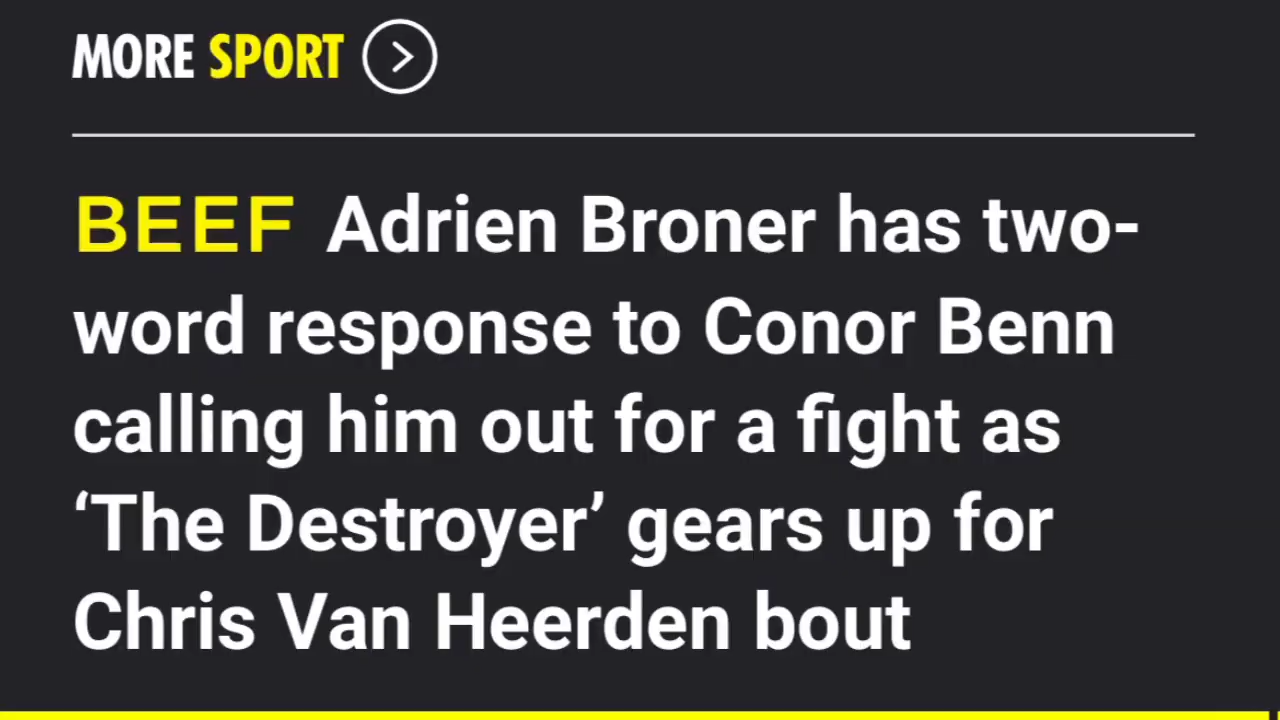 MORE SPORT
BEEF Adrien Broner has two-
word response to Conor Benn
calling him out for a fight as
‘The Destroyer’ gears up for
Chris Van Heerden bout